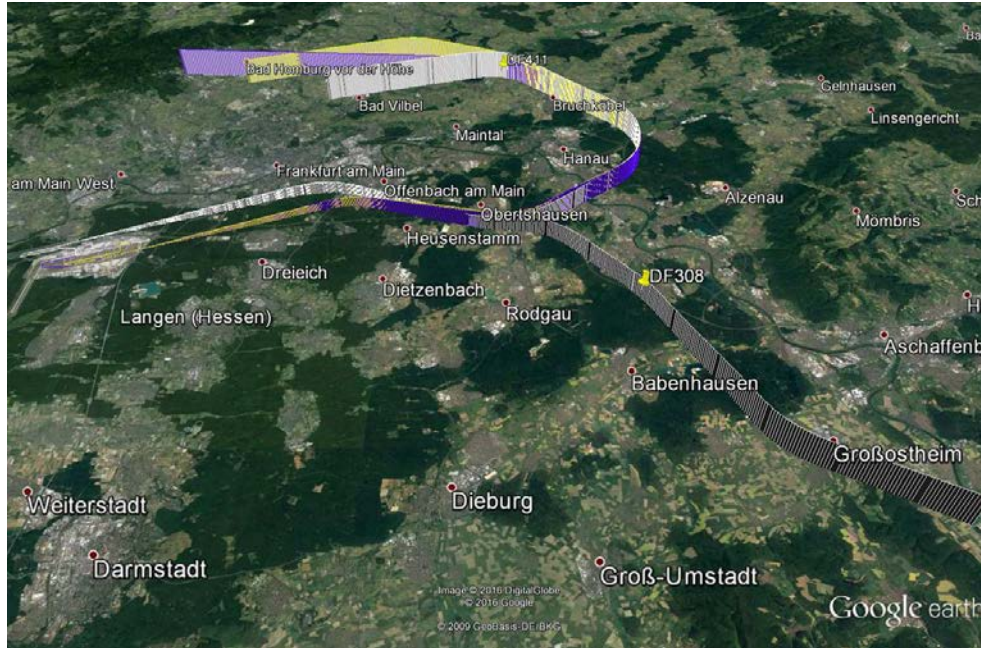 Ba
DF411
Bad Homburg vor der Höhe
Gelnhausen
Bad Vilbel
Bruchköbel
Linsengericht
Maintal
Hanau
Frankfurt am Main
am Main West
Offenbach am Main
Alzenau
Sch
Obertshausen
Mömbris
Heusenstamm
Dreieich
DF308
Dietzenbach
H
Langen (Hessen)
Rodgau
Aschaffenb
Babenhausen
Großostheim
Weiterstadt
Dieburg
Darmstadt
Groß-Umstadt
Image © 2016 DigitalGlobe
© 2016 Google
© 2009 GeoBasis-DE/BKG
Google earth